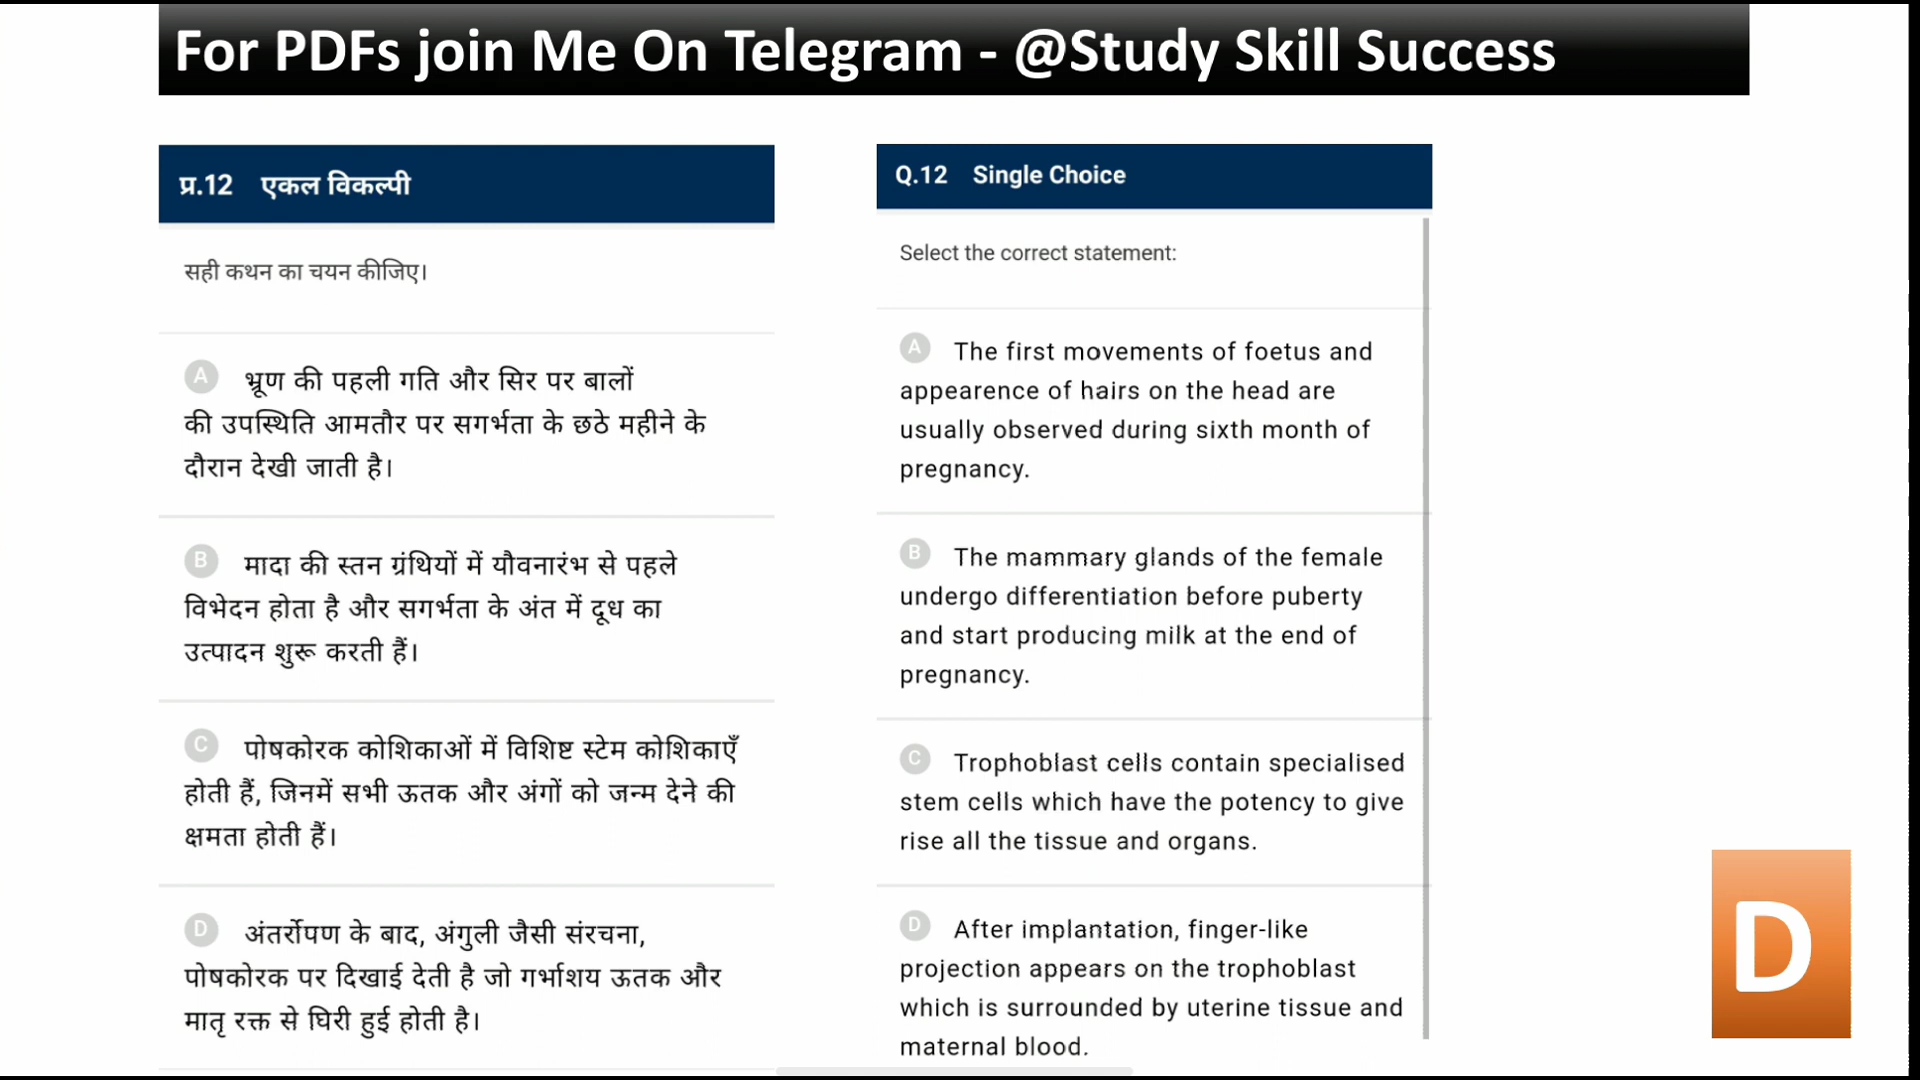 For PDFs join Me On Telegram - @Study Skill Success
प्र.12 एकल विकल्पी
सही कथन का चयन कीजिए।
A भ्रूण की पहली गति और सिर पर बालों
की उपस्थिति आमतौर पर सगर्भता के छठे महीने के
दौरान देखी जाती है।
B मादा की स्तन ग्रंथियों में यौवनारंभ से पहले
विभेदन होता है और सगर्भता के अंत में दूध का
उत्पादन शुरू करती हैं।
C पोषकोरक कोशिकाओं में विशिष्ट स्टेम कोशिकाएँ
होती हैं, जिनमें सभी ऊतक और अंगों को जन्म देने की
क्षमता होती हैं।
D अंतर्रोपण के बाद, अंगुली जैसी संरचना,
पोषकोरक पर दिखाई देती है जो गर्भाशय ऊतक और
मातृ रक्त से घिरी हुई होती है।
Q.12 Single Choice
Select the correct statement:
A The first movements of foetus and
appearence of hairs on the head are
usually observed during sixth month of
pregnancy.
B The mammary glands of the female
undergo differentiation before puberty
and start producing milk at the end of
pregnancy.
C Trophoblast cells contain specialised
stem cells which have the potency to give
rise all the tissue and organs.
D After implantation, finger-like
projection appears on the trophoblast
which is surrounded by uterine tissue and
maternal blood.
D